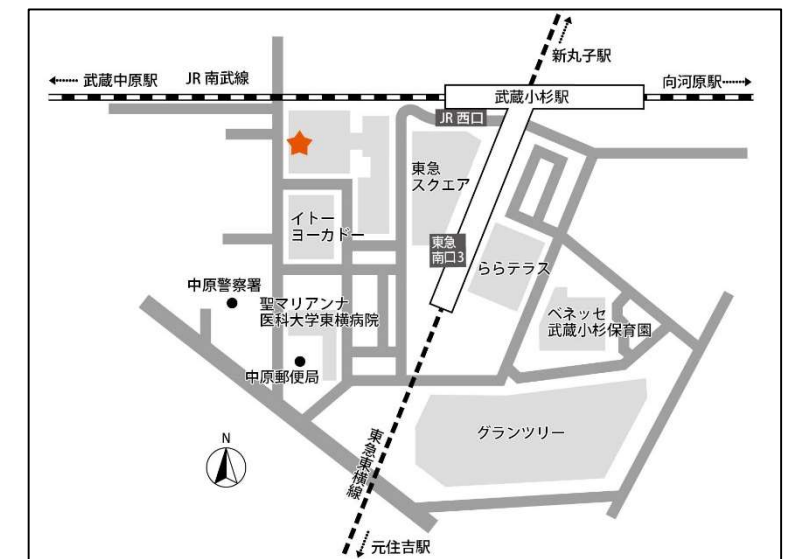 新丸子駅
武蔵中原駅
JR 南武線
武蔵小杉駅
向河原駅
JR 西口
東急
スクエア
イトー
ヨーカドー
東急
南口3
ららテラス
中原警察署
聖マリアンナ
医科大学東横病院
ベネッセ
武蔵小杉保育園
中原郵便局
グランツリー
N
東急東横線
元住吉駅